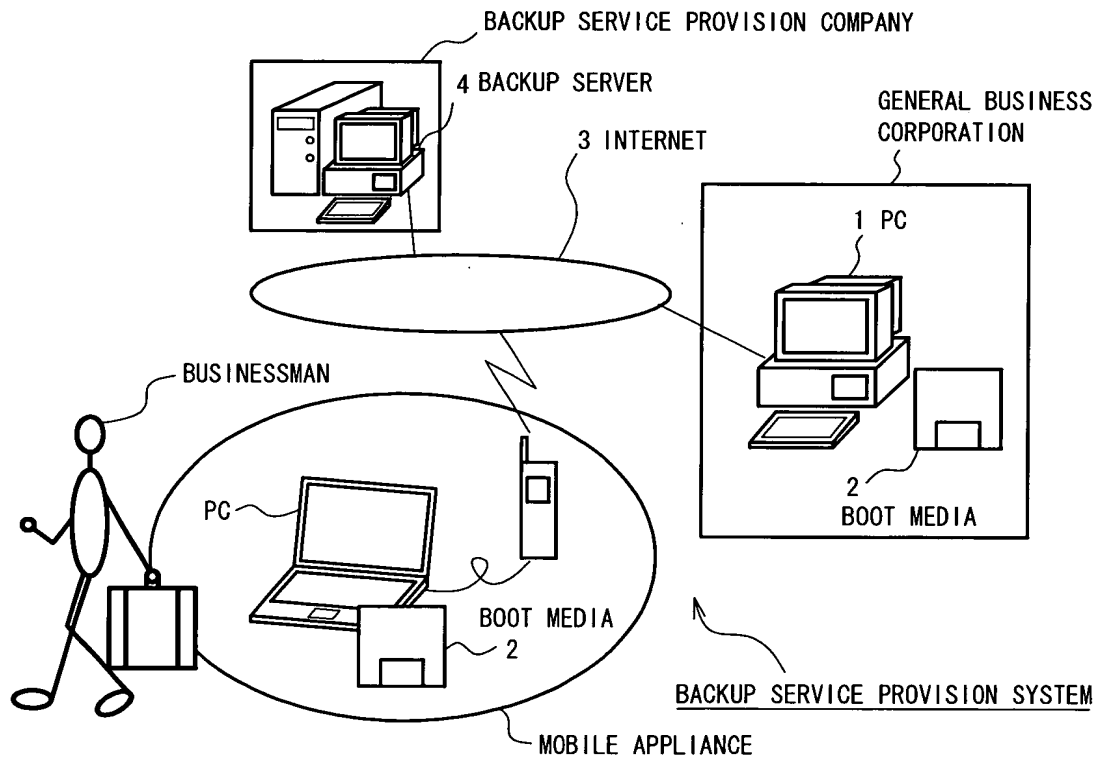 BACKUP SERVICE PROVISION COMPANY
4 BACKUP SERVER
GENERAL BUSINESS
CORPORATION
3 INTERNET
1 PC
BUSINESSMAN
PC
2
BOOT MEDIA
BOOT MEDIA
2
BACKUP SERVICE PROVISION SYSTEM
MOBILE APPLIANCE